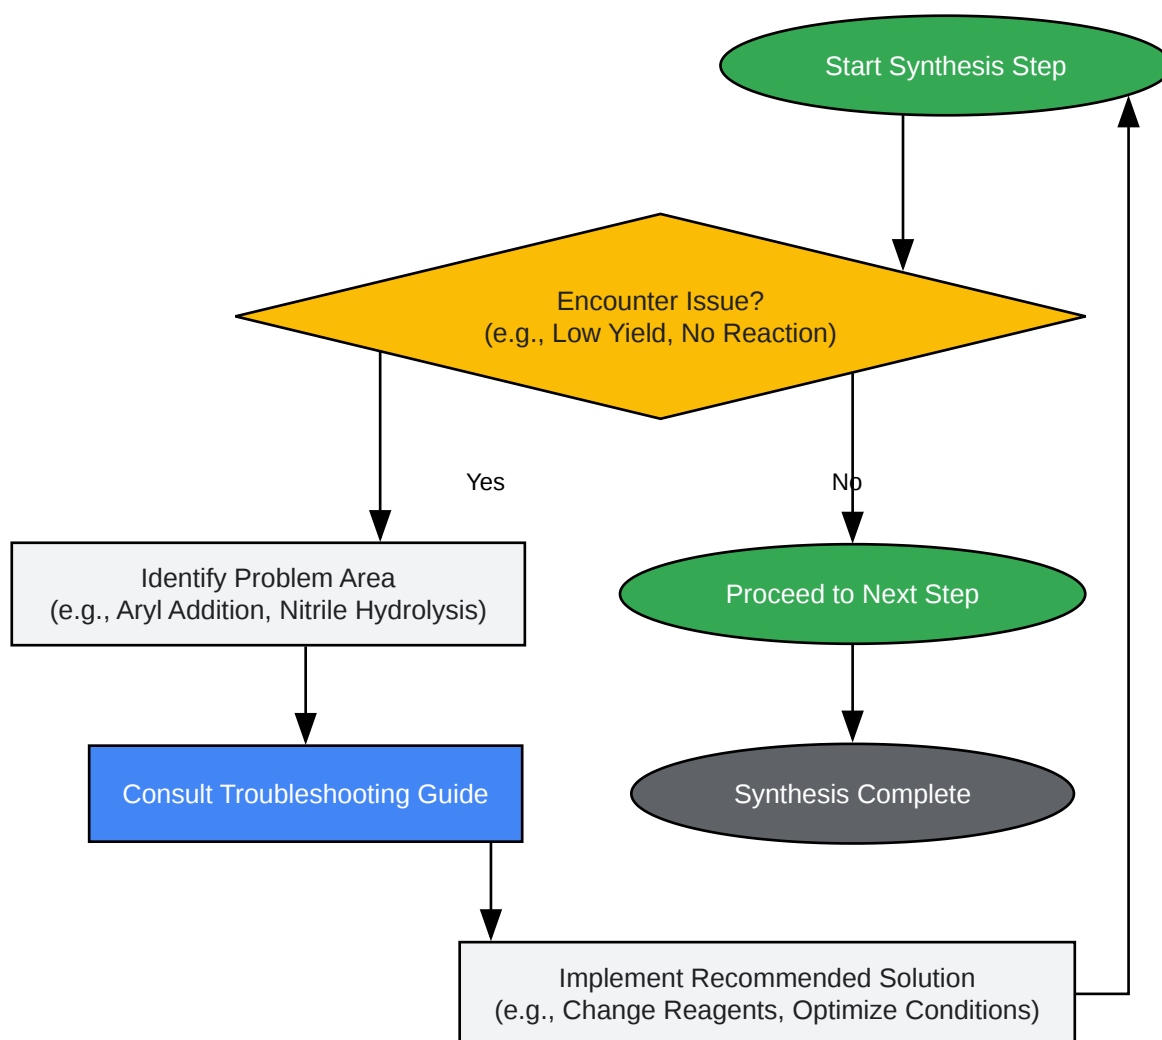 Start Synthesis Step
Encounter Issue?
(e.g., Low Yield, No Reaction)
Yes
No
Identify Problem Area
(e.g., Aryl Addition, Nitrile Hydrolysis)
Proceed to Next Step
Consult Troubleshooting Guide
Synthesis Complete
Implement Recommended Solution
(e.g., Change Reagents, Optimize Conditions)